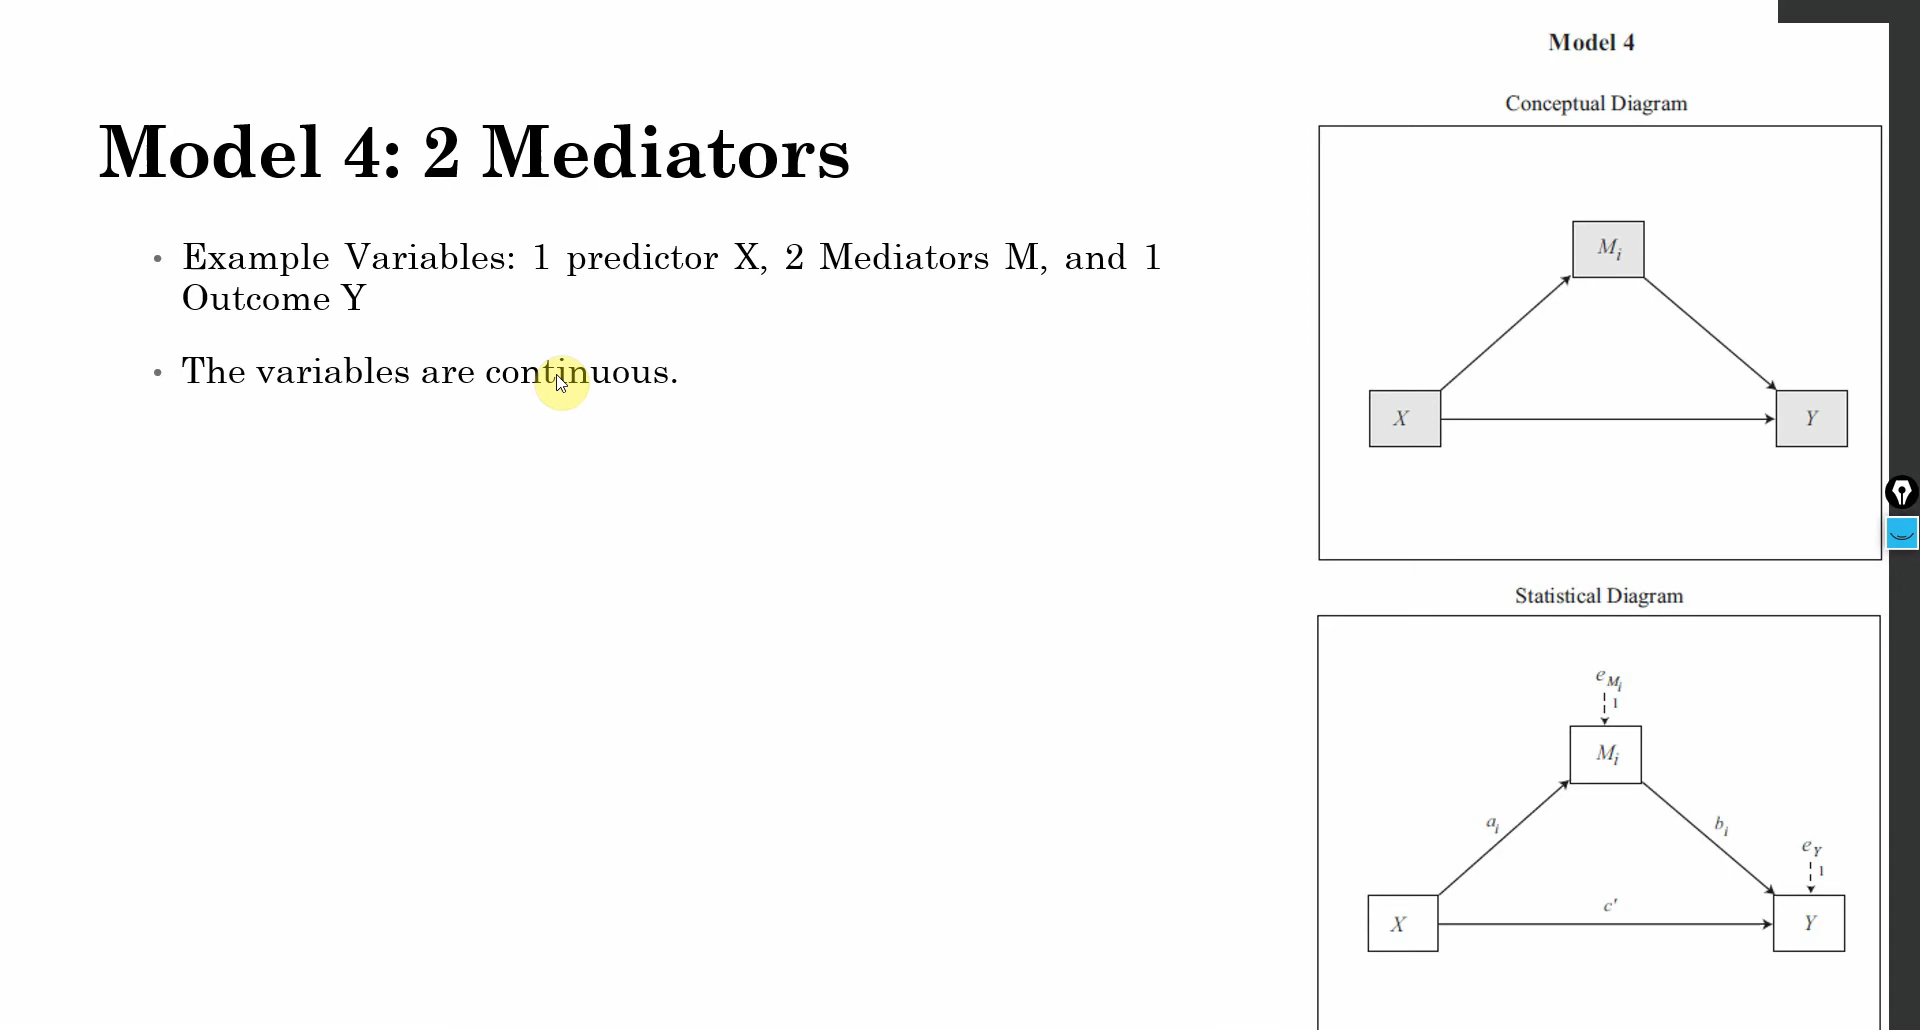 Model 4: 2 Mediators
• Example Variables: 1 predictor X, 2 Mediators M, and 1
Outcome Y
• The variables are continuous.
Model 4
Conceptual Diagram
Mi
X
Y
Statistical Diagram
eMi
1
Mi
ai
bi
eY
1
c'
X
Y